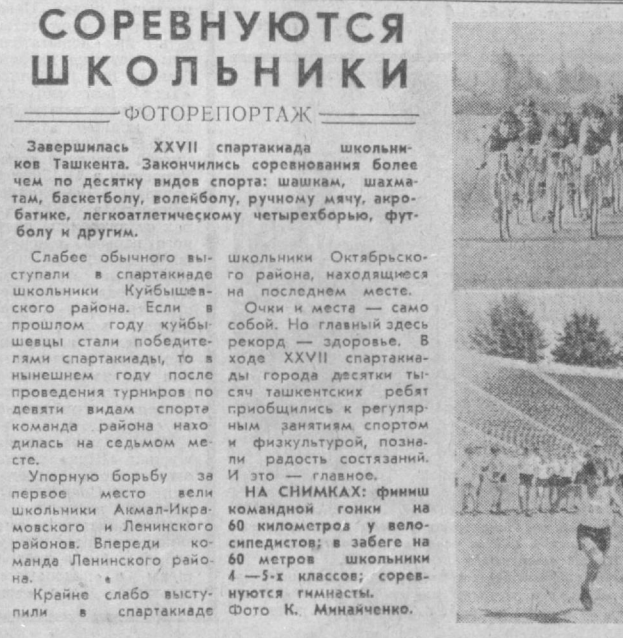 СОРЕВНУЮТСЯ
ШКОЛЬНИКИ
ФОТОРЕПОРТАЖ
Завершилась XXVII спартакиада школьни-
ков Ташкента. Закончились соревнования более
чем по десятку видов спорта: шашкам, шахма-
там, баскетболу, волейболу, ручному мячу, акро-
батике, легкоатлетическому четырехборью, фут-
болу и другим.
Слабее обычного вы-
ступали в спартакиаде
школьники Куйбышев-
ского района. Если в
прошлом году куйбы-
шевцы стали победите-
лями спартакиады, то в
нынешнем году после
проведения турниров по
девяти видам спорта
команда района нахо-
дилась на седьмом ме-
сте.
Упорную борьбу за
первое место вели
школьники Акмал-Икра-
мовского и Ленинского
районов. Впереди ко-
манда Ленинского райо-
на.
Крайне слабо высту-
пили в спартакиаде
школьники Октябрьско-
го района, находящиеся
на последнем месте.
Очки и места — само
собой. Но главный здесь
рекорд — здоровье. В
ходе XXVII спартакиа-
ды города десятки ты-
сяч ташкентских ребят
приобщились к регуляр-
ным занятиям спортом
и физкультурой, позна-
ли радость состязаний.
И это — главное.
НА СНИМКАХ: финиш
командной гонки на
60 километров у вело-
сипедистов; в забеге на
60 метров школьники
4—5-х классов; сорев-
нуются гимнасты.
Фото К. Минайченко.